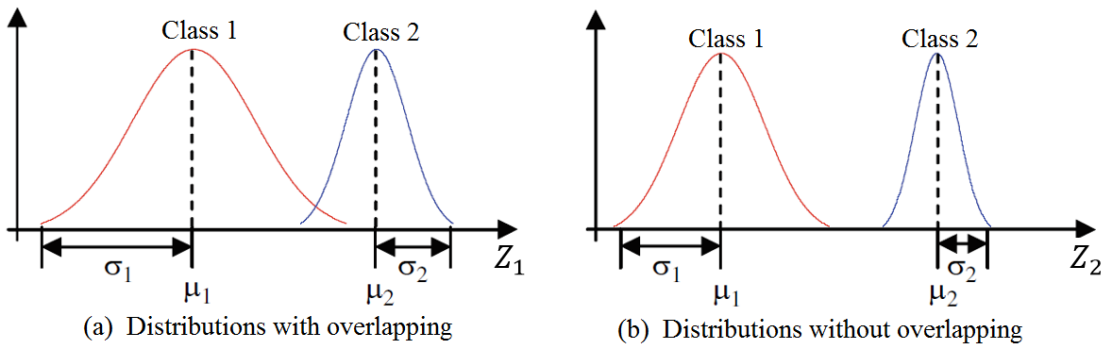 Class 1
Class 2
σ₁
σ₂
Z₁
μ₁
μ₂
(a) Distributions with overlapping
Class 1
Class 2
σ₁
σ₂
Z₂
μ₁
μ₂
(b) Distributions without overlapping